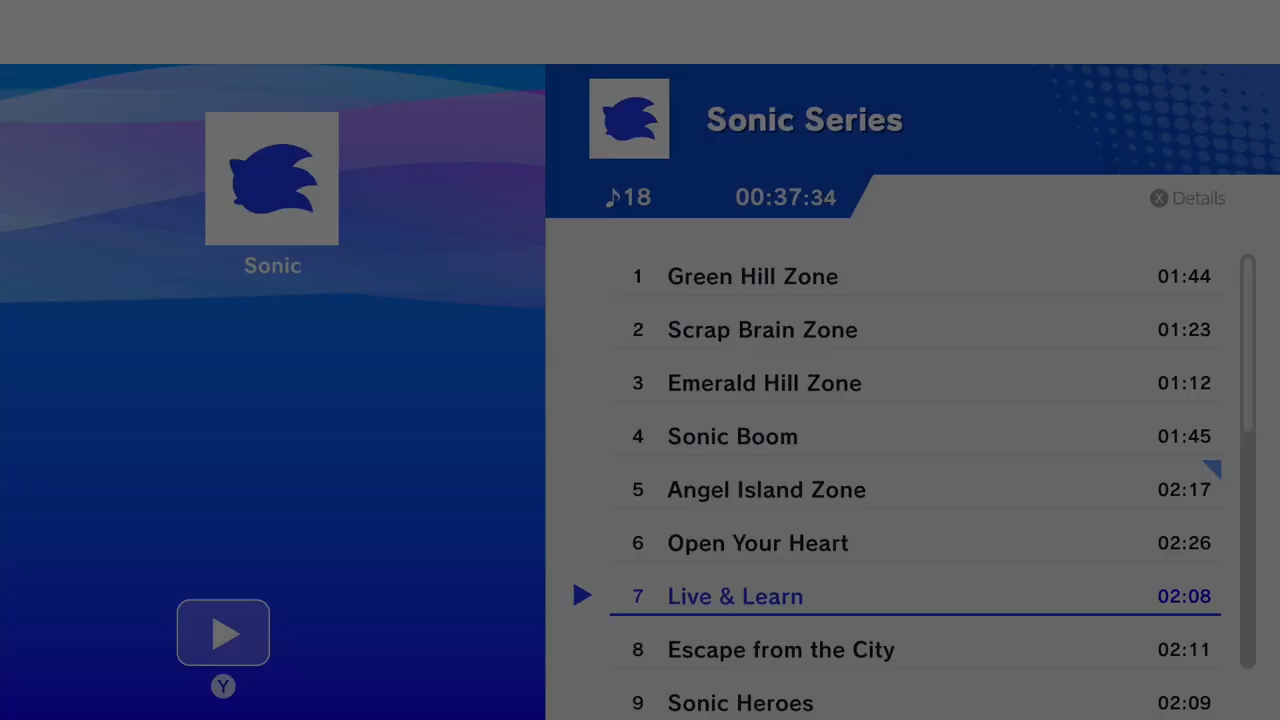 Sonic
Y
Sonic Series
♪18 00:37:34
X Details
1 Green Hill Zone 01:44
2 Scrap Brain Zone 01:23
3 Emerald Hill Zone 01:12
4 Sonic Boom 01:45
5 Angel Island Zone 02:17
6 Open Your Heart 02:26
7 Live & Learn 02:08
8 Escape from the City 02:11
9 Sonic Heroes 02:09